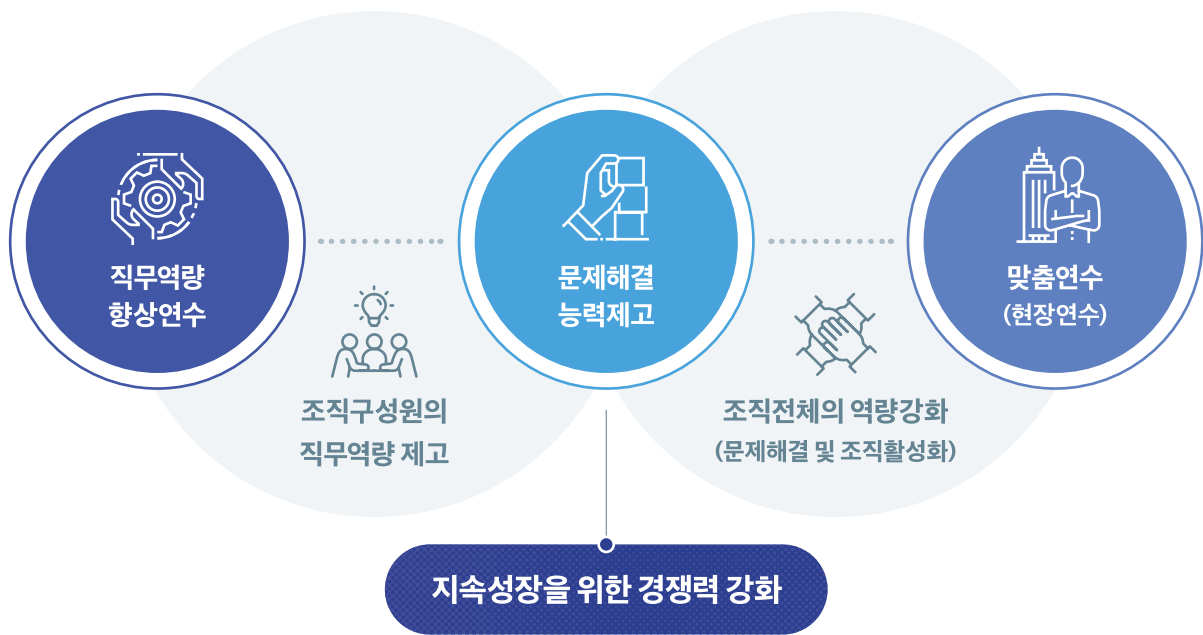 직무역량
향상연수
문제해결
능력제고
맞춤연수
(현장연수)
조직구성원의
직무역량 제고
조직전체의 역량강화
(문제해결 및 조직활성화)
지속성장을 위한 경쟁력 강화